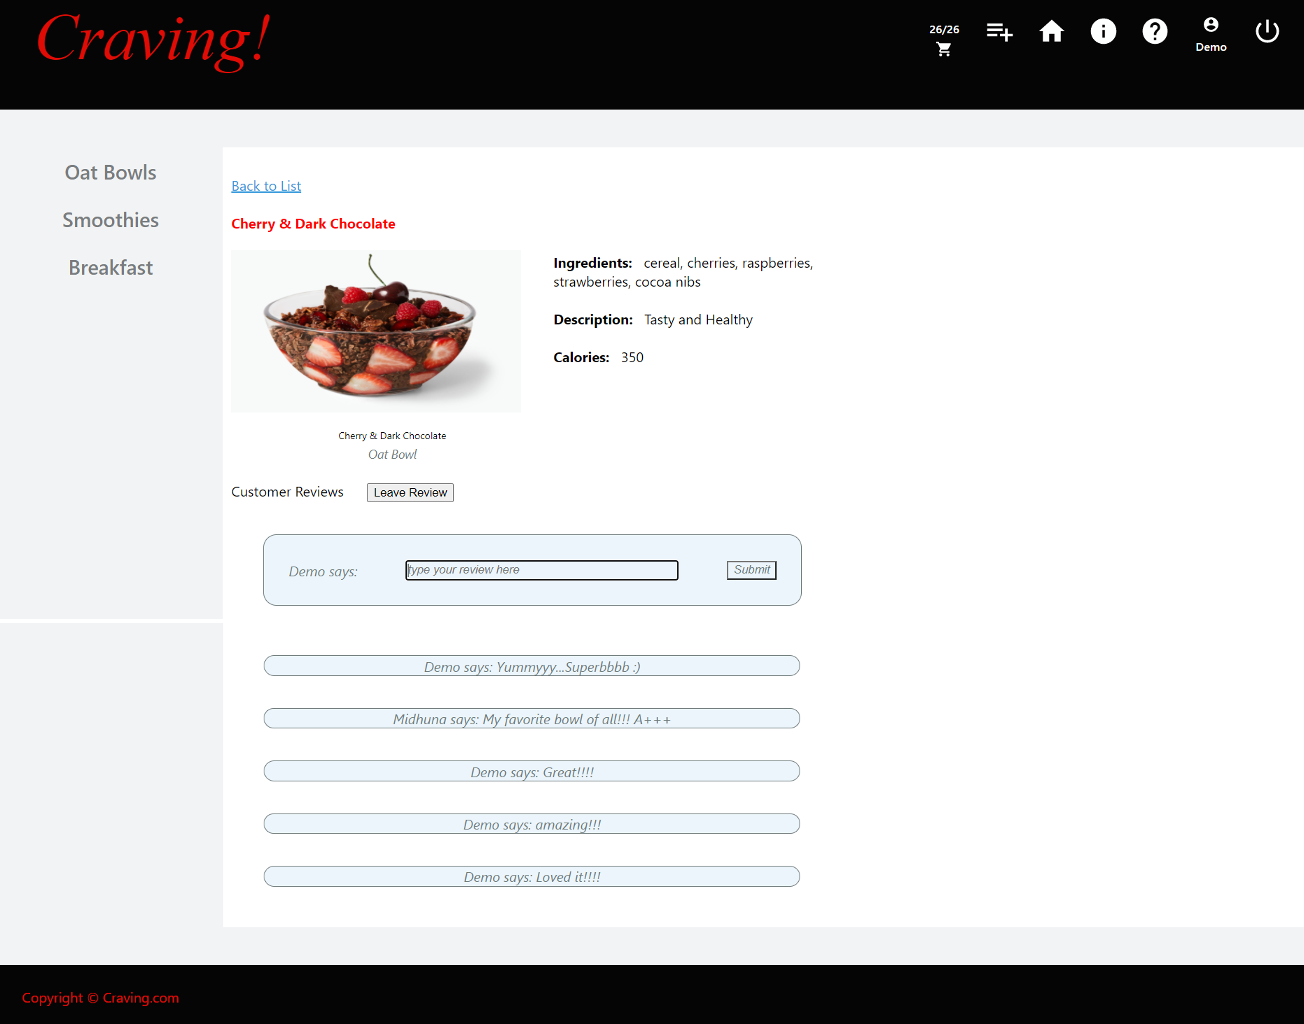 Craving!
26/26
Demo
Oat Bowls
Smoothies
Breakfast
Back to List
Cherry & Dark Chocolate
Ingredients: cereal, cherries, raspberries,
strawberries, cocoa nibs
Description: Tasty and Healthy
Calories: 350
Cherry & Dark Chocolate
Oat Bowl
Customer Reviews
Leave Review
Demo says:
type your review here
Submit
Demo says: Yummyyy...Superbbbb :)
Midhuna says: My favorite bowl of all!!! A+++
Demo says: Great!!!!
Demo says: amazing!!!
Demo says: Loved it!!!!
Copyright © Craving.com